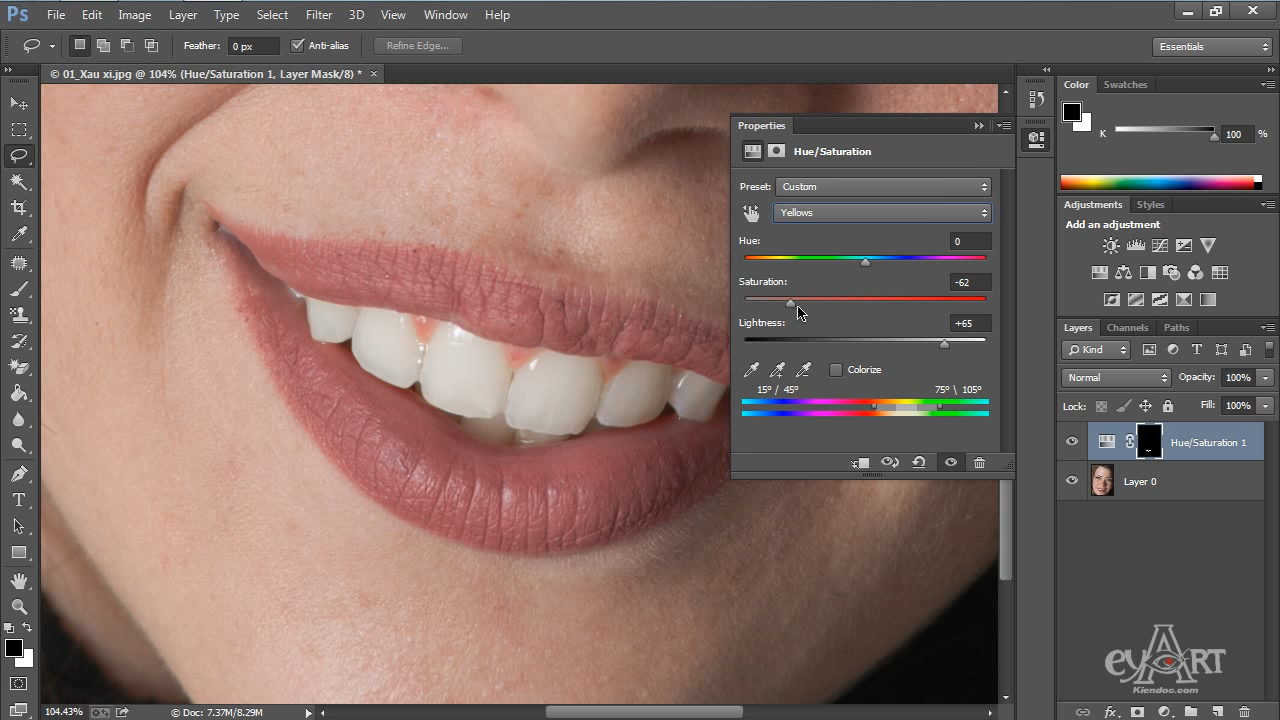 Ps File Edit Image Layer Type Select Filter 3D View Window Help
Feather: 0 px Anti-alias Refine Edge... Essentials
© 01_Xau xi.jpg @ 104% (Hue/Saturation 1, Layer Mask/8) * ×
Properties
Hue/Saturation
Preset: Custom
Yellows
Hue: 0
Saturation: -62
Lightness: +65
Colorize
15° / 45° 75° \ 105°
Color Swatches
K 100 %
Adjustments Styles
Add an adjustment
Layers Channels Paths
Kind
Normal Opacity: 100%
Lock: Fill: 100%
Hue/Saturation 1
Layer 0
eyART
Kiendoc.com
fx
104.43% © Doc: 7.37M/8.29M